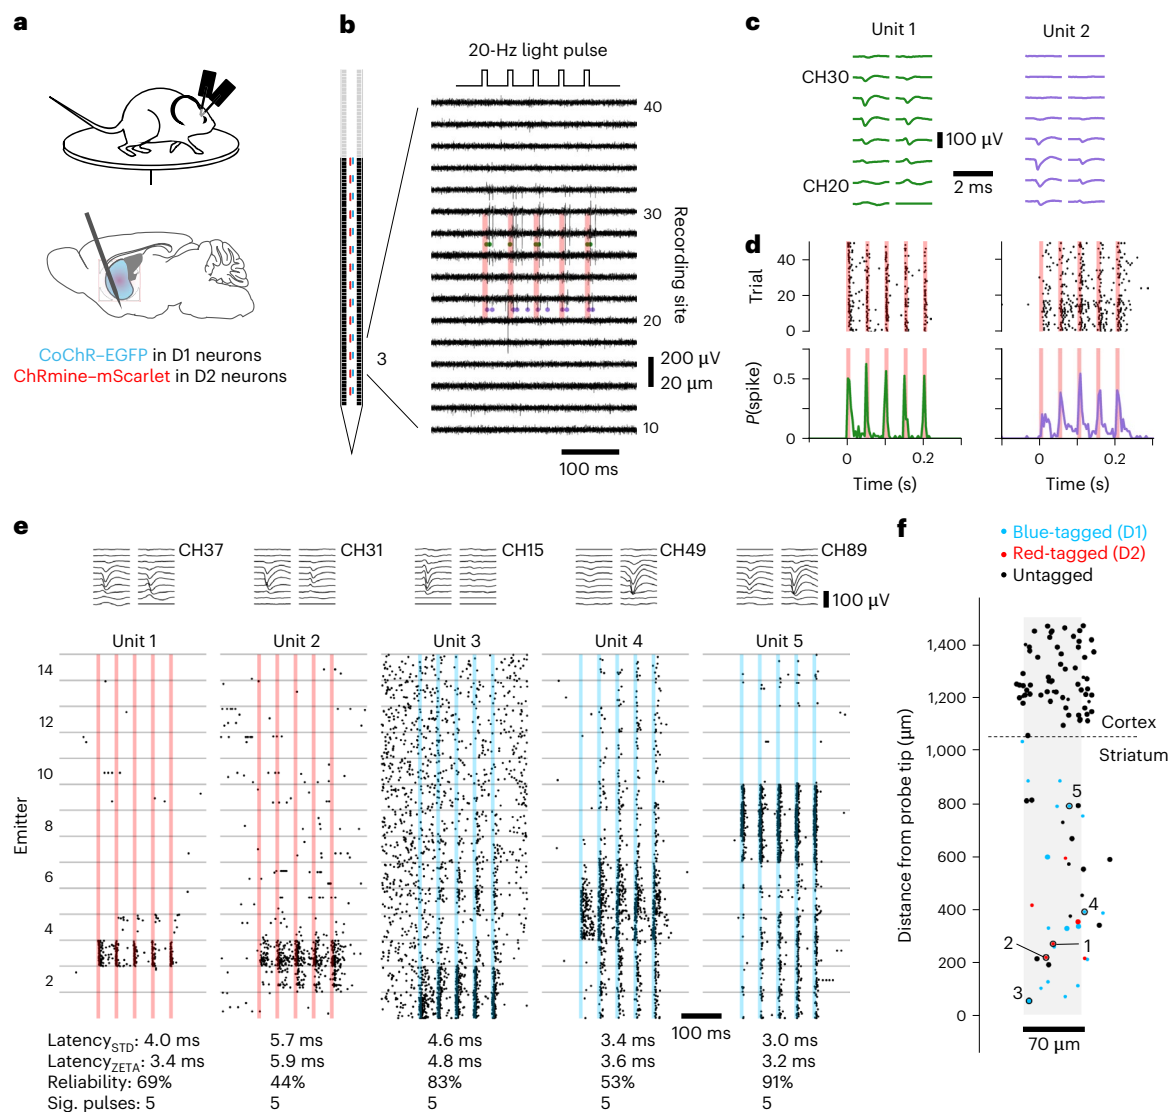 a
CoChR–EGFP in D1 neurons
ChRmine–mScarlet in D2 neurons
b
20-Hz light pulse
40
30
20
10
Recording site
3
200 µV
20 µm
100 ms
c
Unit 1
Unit 2
CH30
CH20
100 µV
2 ms
d
Trial
40
20
0
P(spike)
0.5
0
0
0.2
0
0.2
Time (s)
Time (s)
e
CH37
CH31
CH15
CH49
CH89
100 µV
Unit 1
Unit 2
Unit 3
Unit 4
Unit 5
Emitter
14
12
10
8
6
4
2
100 ms
LatencySTD: 4.0 ms 5.7 ms 4.6 ms 3.4 ms 3.0 ms
LatencyZETA: 3.4 ms 5.9 ms 4.8 ms 3.6 ms 3.2 ms
Reliability: 69% 44% 83% 53% 91%
Sig. pulses: 5 5 5 5 5
f
Blue-tagged (D1)
Red-tagged (D2)
Untagged
Distance from probe tip (µm)
1,400
1,200
1,000
800
600
400
200
0
Cortex
Striatum
5
4
2
1
3
70 µm